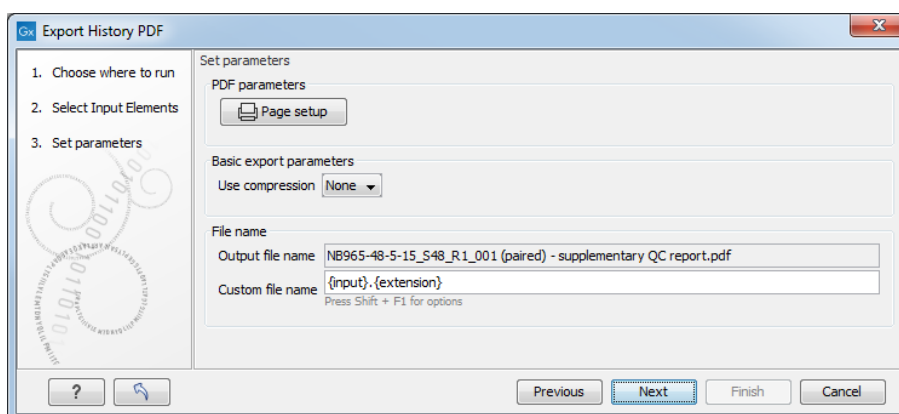 Gx Export History PDF
1. Choose where to run
2. Select Input Elements
3. Set parameters
Set parameters
PDF parameters
Page setup
Basic export parameters
Use compression None
File name
Output file name NB965-48-5-15_S48_R1_001 (paired) - supplementary QC report.pdf
Custom file name {input}.{extension}
Press Shift + F1 for options
? Previous Next Finish Cancel